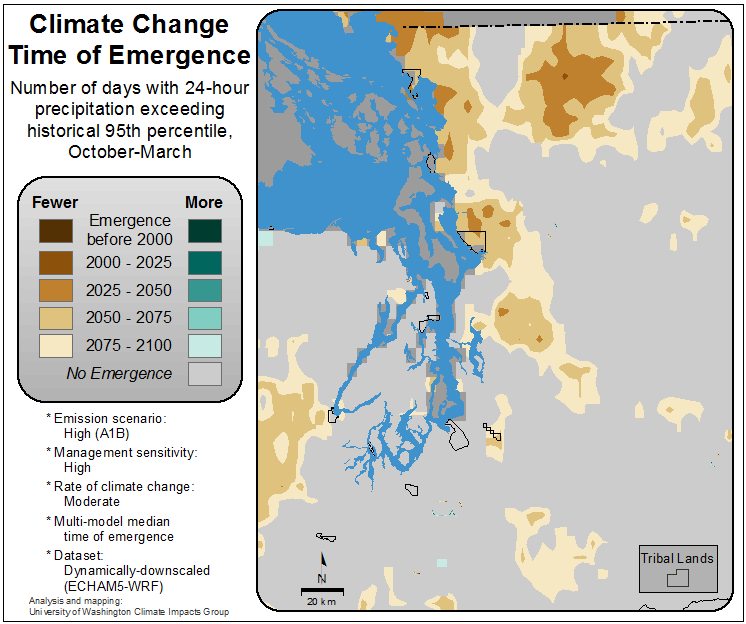 Climate Change
Time of Emergence
Number of days with 24-hour
precipitation exceeding
historical 95th percentile,
October-March
Fewer More
Emergence
before 2000
2000 - 2025
2025 - 2050
2050 - 2075
2075 - 2100
No Emergence
* Emission scenario:
High (A1B)
* Management sensitivity:
High
* Rate of climate change:
Moderate
* Multi-model median
time of emergence
* Dataset:
Dynamically-downscaled
(ECHAM5-WRF)
Analysis and mapping:
University of Washington Climate Impacts Group
N
20 km
Tribal Lands